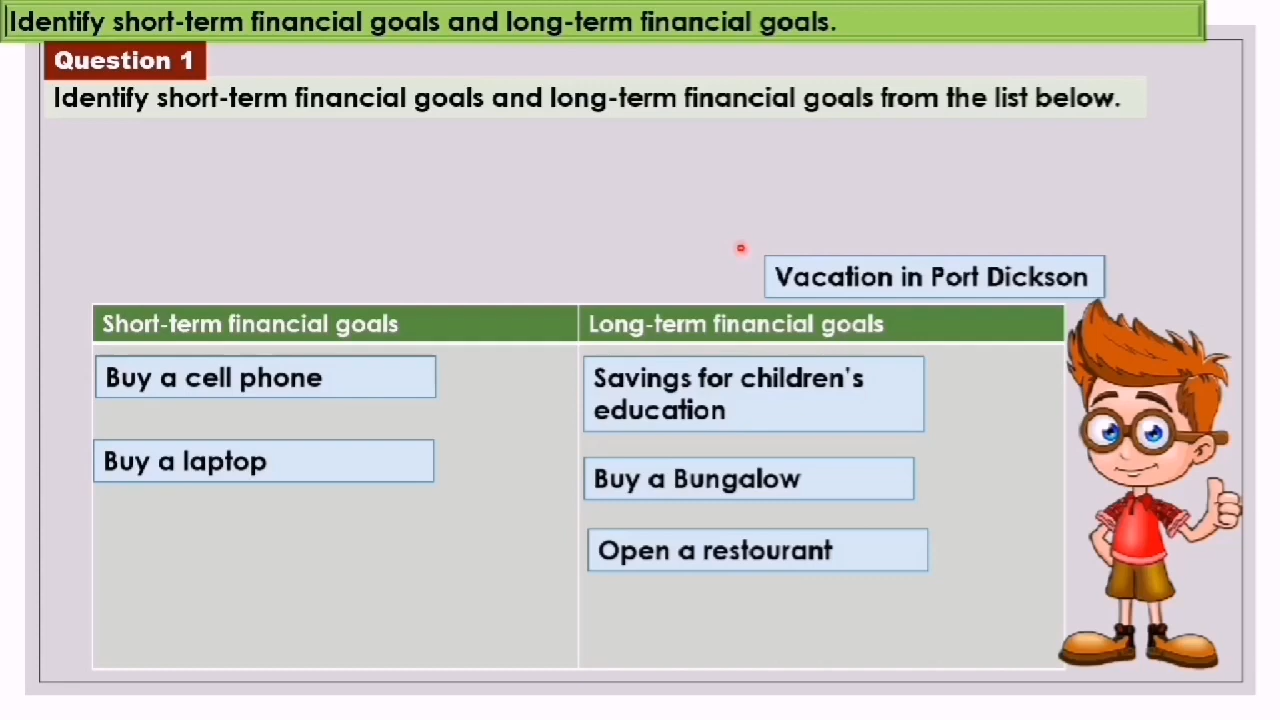 Identify short-term financial goals and long-term financial goals.
Question 1
Identify short-term financial goals and long-term financial goals from the list below.
Vacation in Port Dickson
Short-term financial goals
Long-term financial goals
Buy a cell phone
Savings for children's
education
Buy a laptop
Buy a Bungalow
Open a restourant